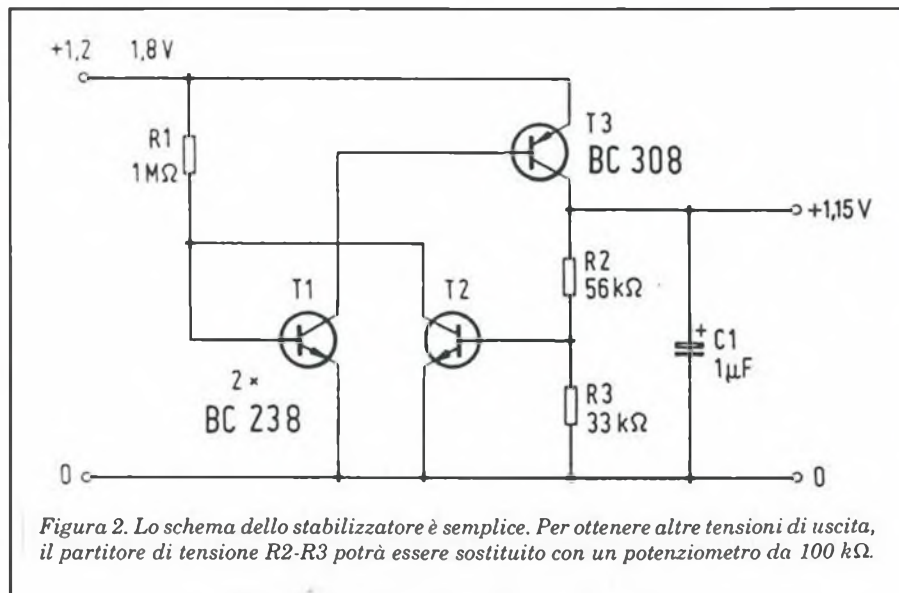 +1,2 1,8 V
R1
1MΩ
T3
BC 308
+1,15 V
R2
56 kΩ
T1
T2
+
C1
1µF
2 ×
BC 238
R3
33 kΩ
0
0
Figura 2. Lo schema dello stabilizzatore è semplice. Per ottenere altre tensioni di uscita,
il partitore di tensione R2-R3 potrà essere sostituito con un potenziometro da 100 kΩ.